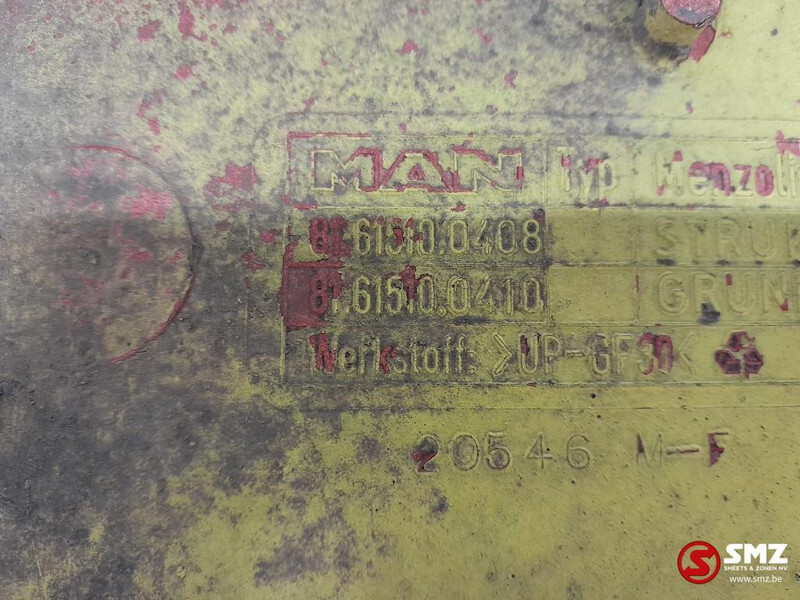 MAN Typ Menzolit
81.61510.0408 STRUK
81.61510.0410 GRUN
Werkstoff: >UP-GF30<
20546 M-F
SMZ
SMEETS & ZONEN NV
www.smz.be